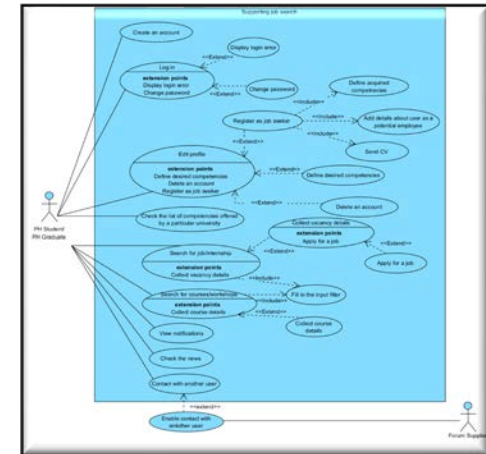 Supporting job search
Create an account
<<Extend>>
Display login error
Log in
extension points
Display login error
Change password
<<Extend>>
Change password
Define acquired
competencies
<<Include>>
Register as job seeker
<<Include>>
Add details about user as a
potential employee
<<Include>>
Send CV
<<Extend>>
Edit profile
extension points
Define desired competencies
Delete an account
Register as job seeker
<<Extend>>
Define desired competencies
<<Extend>>
Delete an account
PH Student/
PH Graduate
Check the list of competencies offered
by a particular university
Collect vacancy details
extension points
Apply for a job
<<Extend>>
<<Extend>>
Apply for a job
Search for job/internship
extension points
Collect vacancy details
<<Include>>
Search for courses/workshops
extension points
Collect course details
<<Include>>
Fill in the input filter
<<Extend>>
Collect course
details
View notifications
Check the news
Contact with another user
<<extend>>
Enable contact with
another user
Forum Supplier